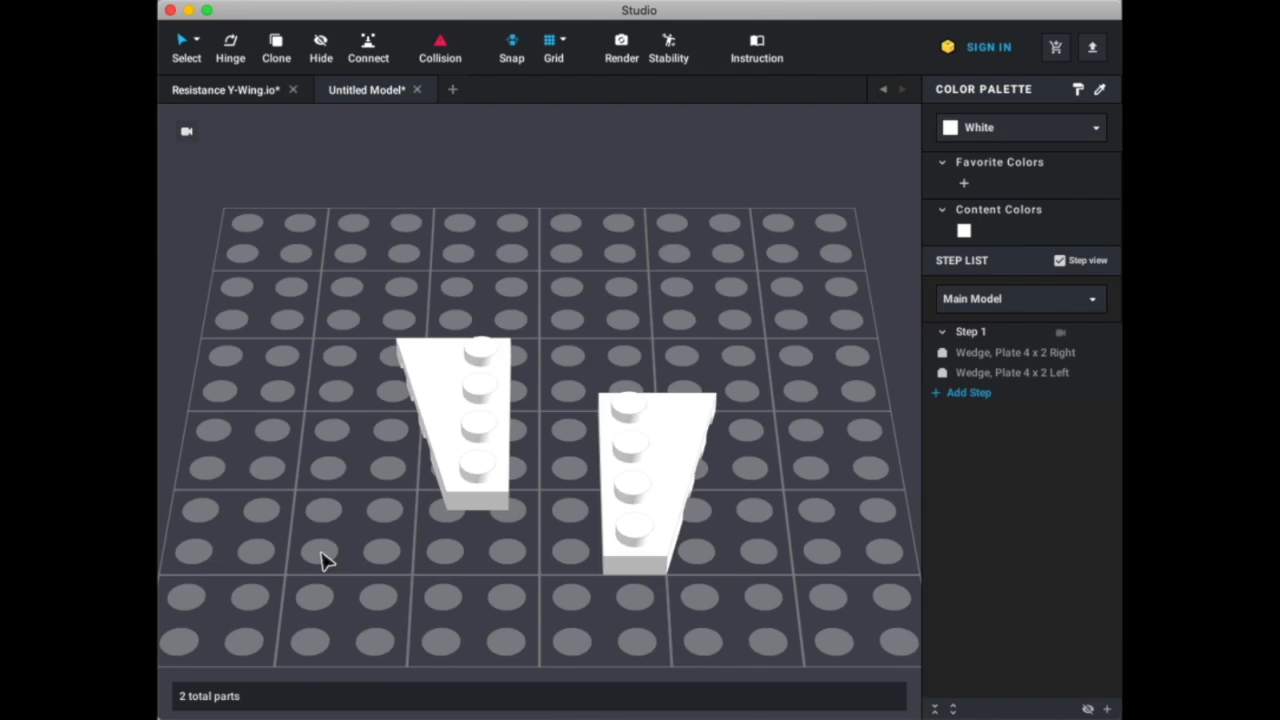 Studio
Select Hinge Clone Hide Connect Collision Snap Grid Render Stability Instruction SIGN IN
Resistance Y-Wing.io* Untitled Model*
COLOR PALETTE
White
Favorite Colors
Content Colors
STEP LIST Step view
Main Model
Step 1
Wedge, Plate 4 x 2 Right
Wedge, Plate 4 x 2 Left
+ Add Step
2 total parts